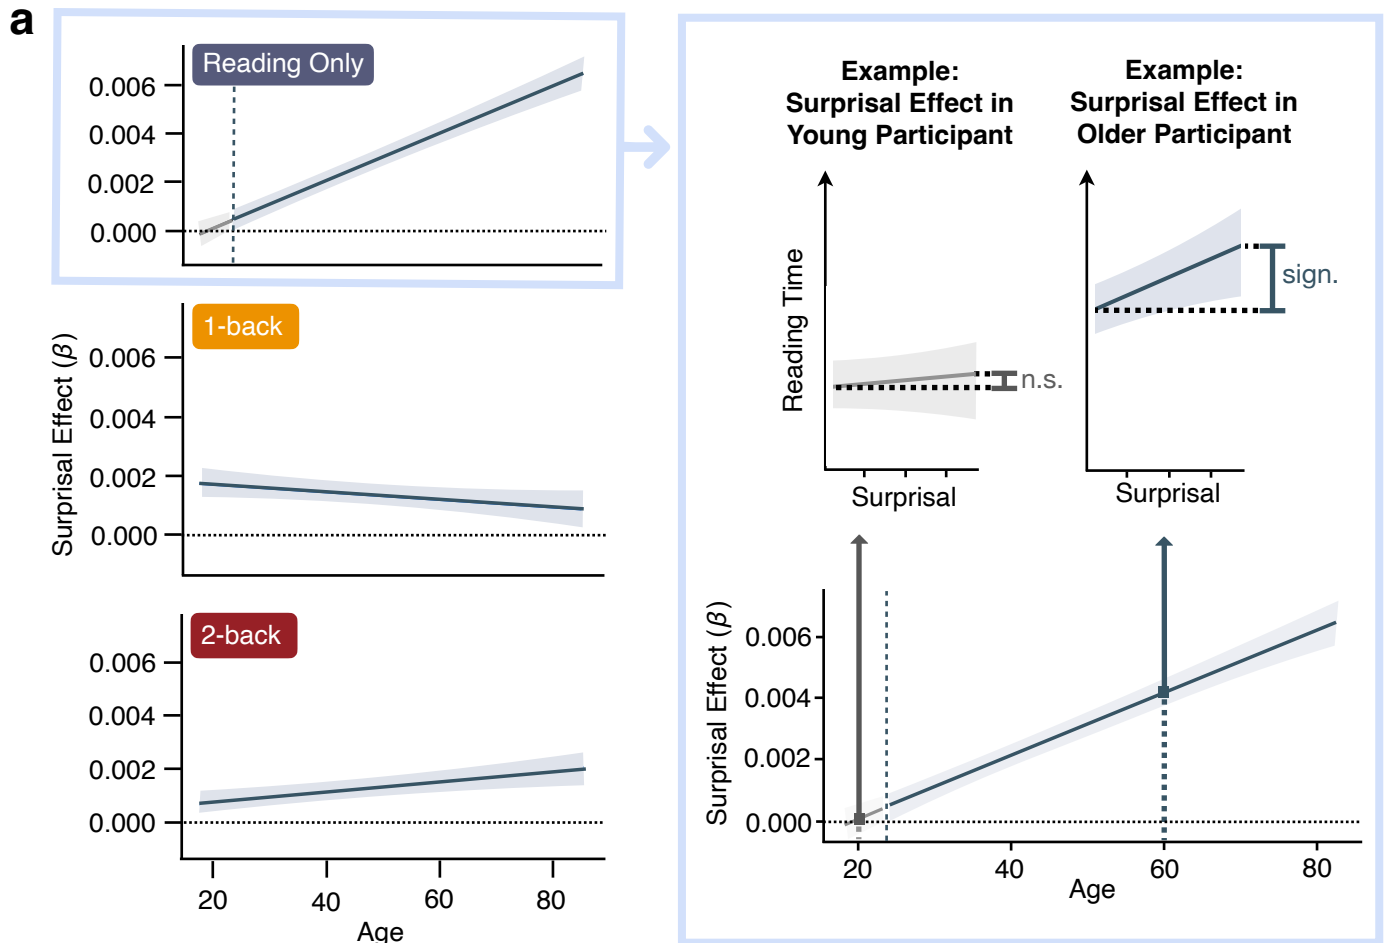 a
Reading Only
0.006
0.004
0.002
0.000
1-back
0.006
0.004
0.002
0.000
Surprisal Effect (β)
2-back
0.006
0.004
0.002
0.000
20
40
60
80
Age
Example:
Surprisal Effect in
Young Participant
Example:
Surprisal Effect in
Older Participant
Reading Time
n.s.
sign.
Surprisal
Surprisal
Surprisal Effect (β)
0.006
0.004
0.002
0.000
20
40
60
80
Age